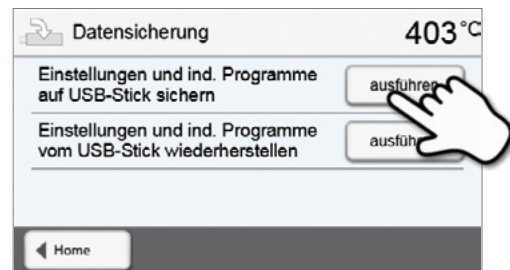 Datensicherung
403 °C
Einstellungen und ind. Programme
auf USB-Stick sichern
ausführen
Einstellungen und ind. Programme
vom USB-Stick wiederherstellen
Home